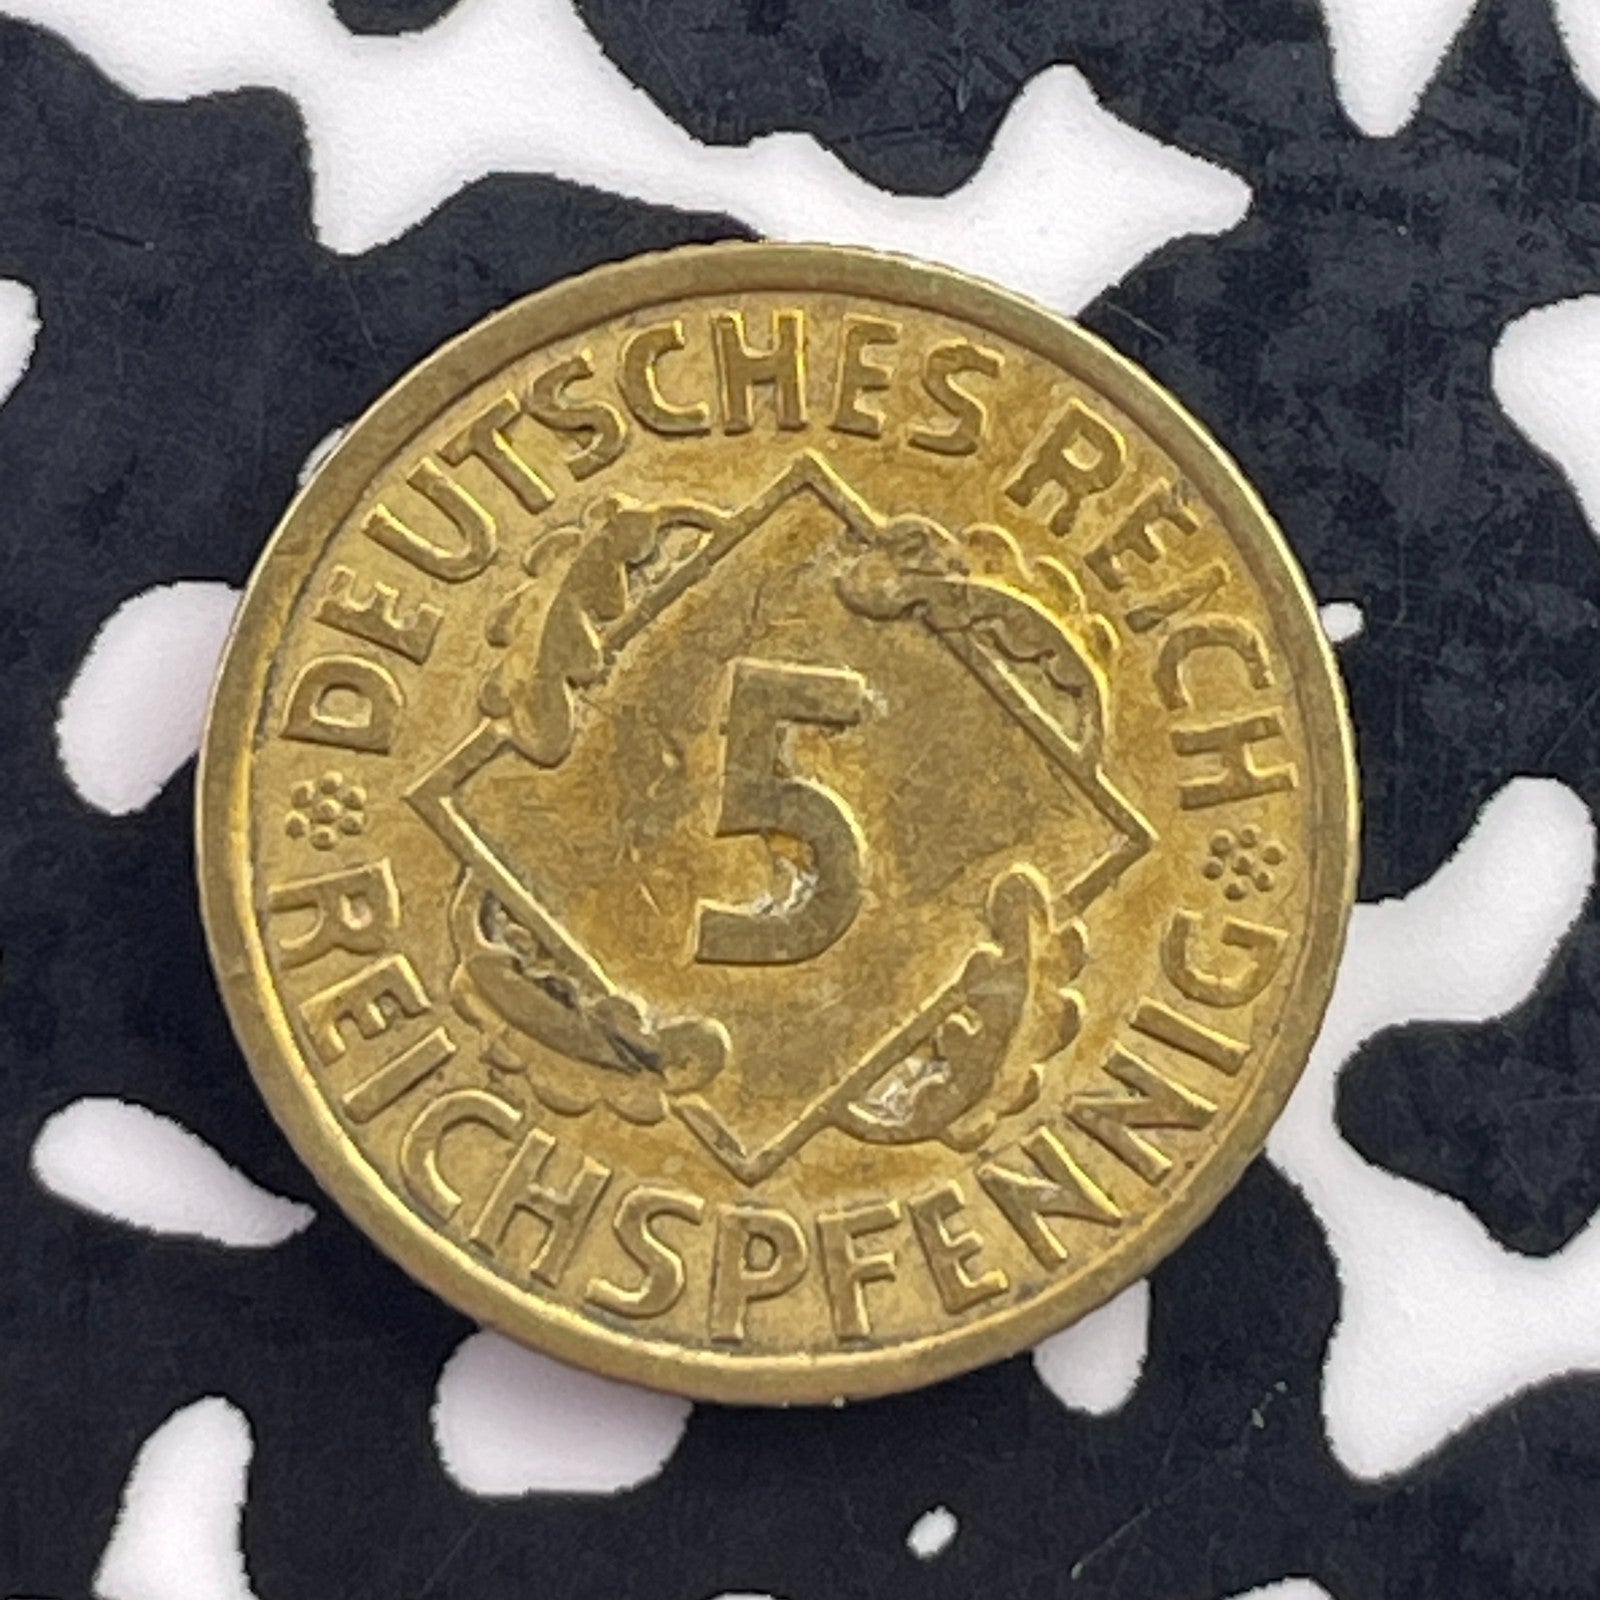 DEUTSCHES REICH
5
REICHSPFENNIG